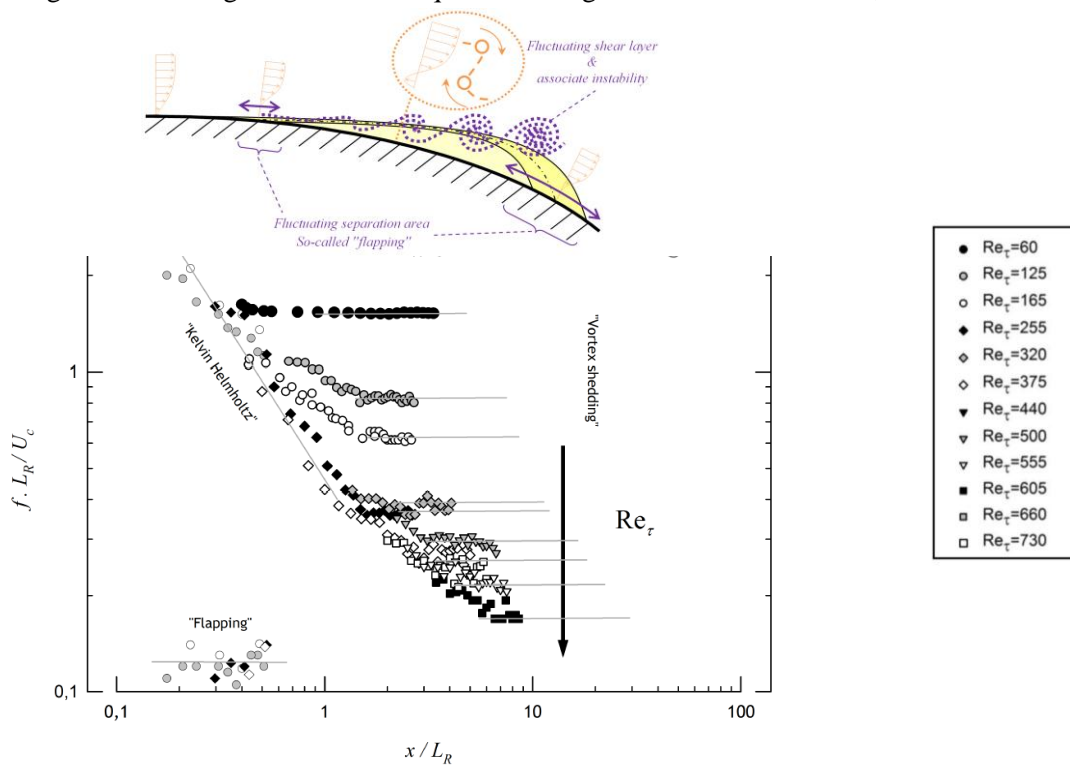 Fluctuating shear layer
&
associate instability
Fluctuating separation area
So-called "flapping"
"Kelvin Helmholtz"
"Vortex shedding"
"Flapping"
Re_τ
f.L_R/U_c
1
0,1
0,1
1
10
100
x/L_R
Re_τ=60
Re_τ=125
Re_τ=165
Re_τ=255
Re_τ=320
Re_τ=375
Re_τ=440
Re_τ=500
Re_τ=555
Re_τ=605
Re_τ=660
Re_τ=730